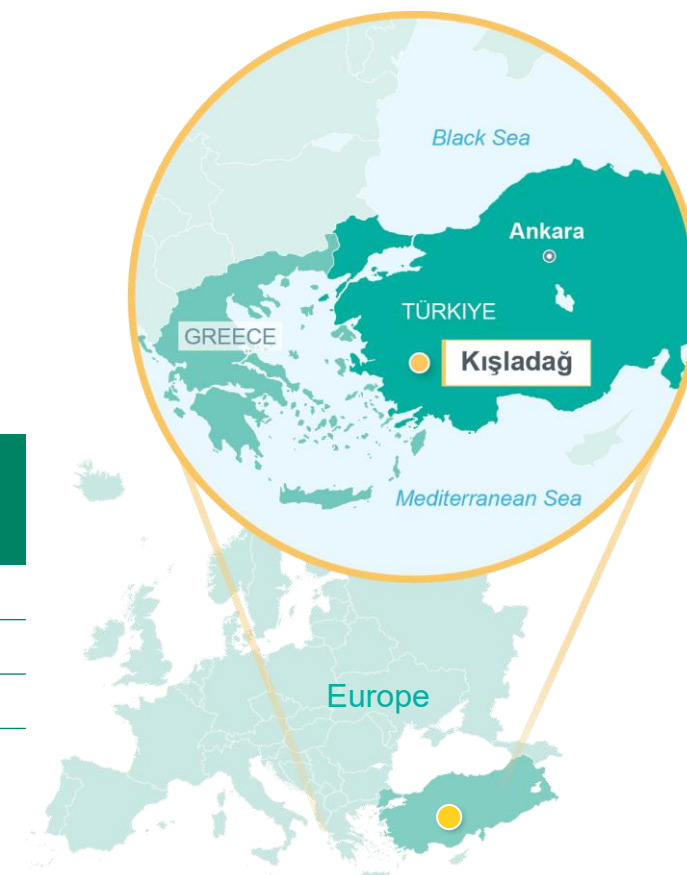 Black Sea
Ankara
TÜRKIYE
GREECE
Kışladağ
Mediterranean Sea
Europe